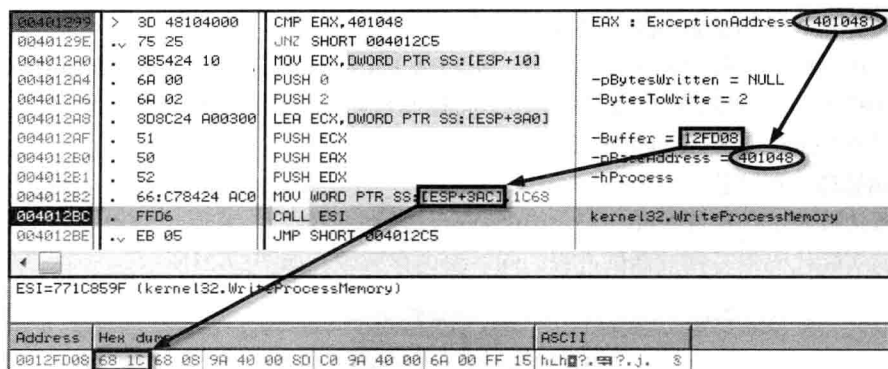 00401299 > 3D 48104000 CMP EAX,401048 EAX : ExceptionAddress (401048)
0040129E .v 75 25 JNZ SHORT 004012C5
004012A0 . 8B5424 10 MOV EDX,DWORD PTR SS:[ESP+10]
004012A4 . 6A 00 PUSH 0 -pBytesWritten = NULL
004012A6 . 6A 02 PUSH 2 -BytesToWrite = 2
004012A8 . 8D8C24 A00300 LEA ECX,DWORD PTR SS:[ESP+3A0]
004012AF . 51 PUSH ECX -Buffer = 12FD08
004012B0 . 50 PUSH EAX -pBaseAddress = 401048
004012B1 . 52 PUSH EDX -hProcess
004012B2 . 66:C78424 AC0 MOV WORD PTR SS:[ESP+3AC],1C68
004012BC . FFD6 CALL ESI kernel32.WriteProcessMemory
004012BE .v EB 05 JMP SHORT 004012C5
ESI=771C859F (kernel32.WriteProcessMemory)
Address Hex dump ASCII
0012FD08 68 1C 68 08 9A 40 00 8D C0 9A 40 00 6A 00 FF 15